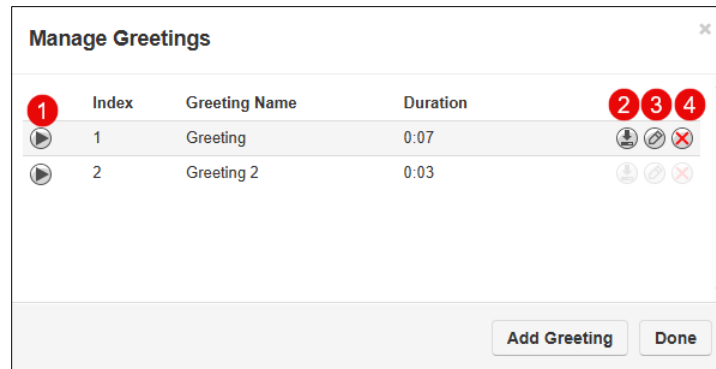 Manage Greetings
×
Index Greeting Name Duration
1 2 3 4
1 Greeting 0:07
2 Greeting 2 0:03
Add Greeting Done